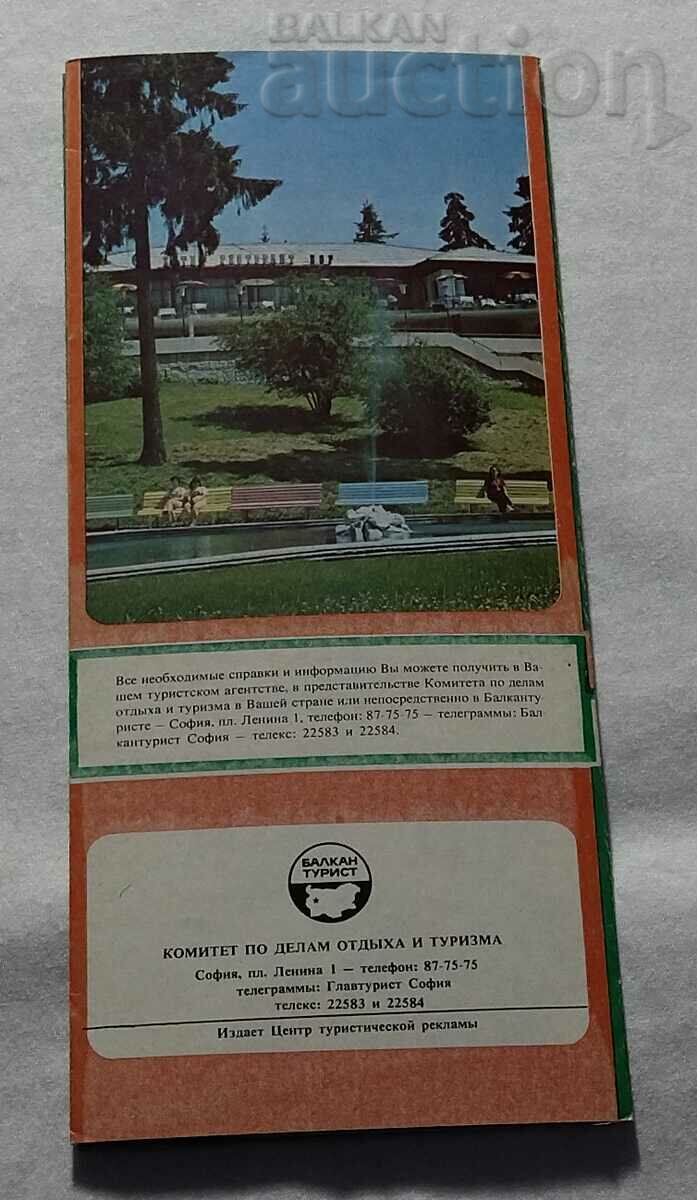 БАЛКАН
auction
РЕСТОРАНТ
Все необходимые справки и информацию Вы можете получить в Ва-
шем туристском агентстве, в представительстве Комитета по делам
отдыха и туризма в Вашей стране или непосредственно в Балканту-
ристе — София, пл. Ленина 1, телефон: 87-75-75 — телеграммы: Бал
кантурист София — телекс: 22583 и 22584.
БАЛКАН
ТУРИСТ
КОМИТЕТ ПО ДЕЛАМ ОТДЫХА И ТУРИЗМА
София, пл. Ленина 1 — телефон: 87-75-75
телеграммы: Главтурист София
телекс: 22583 и 22584
Издает Центр туристической рекламы